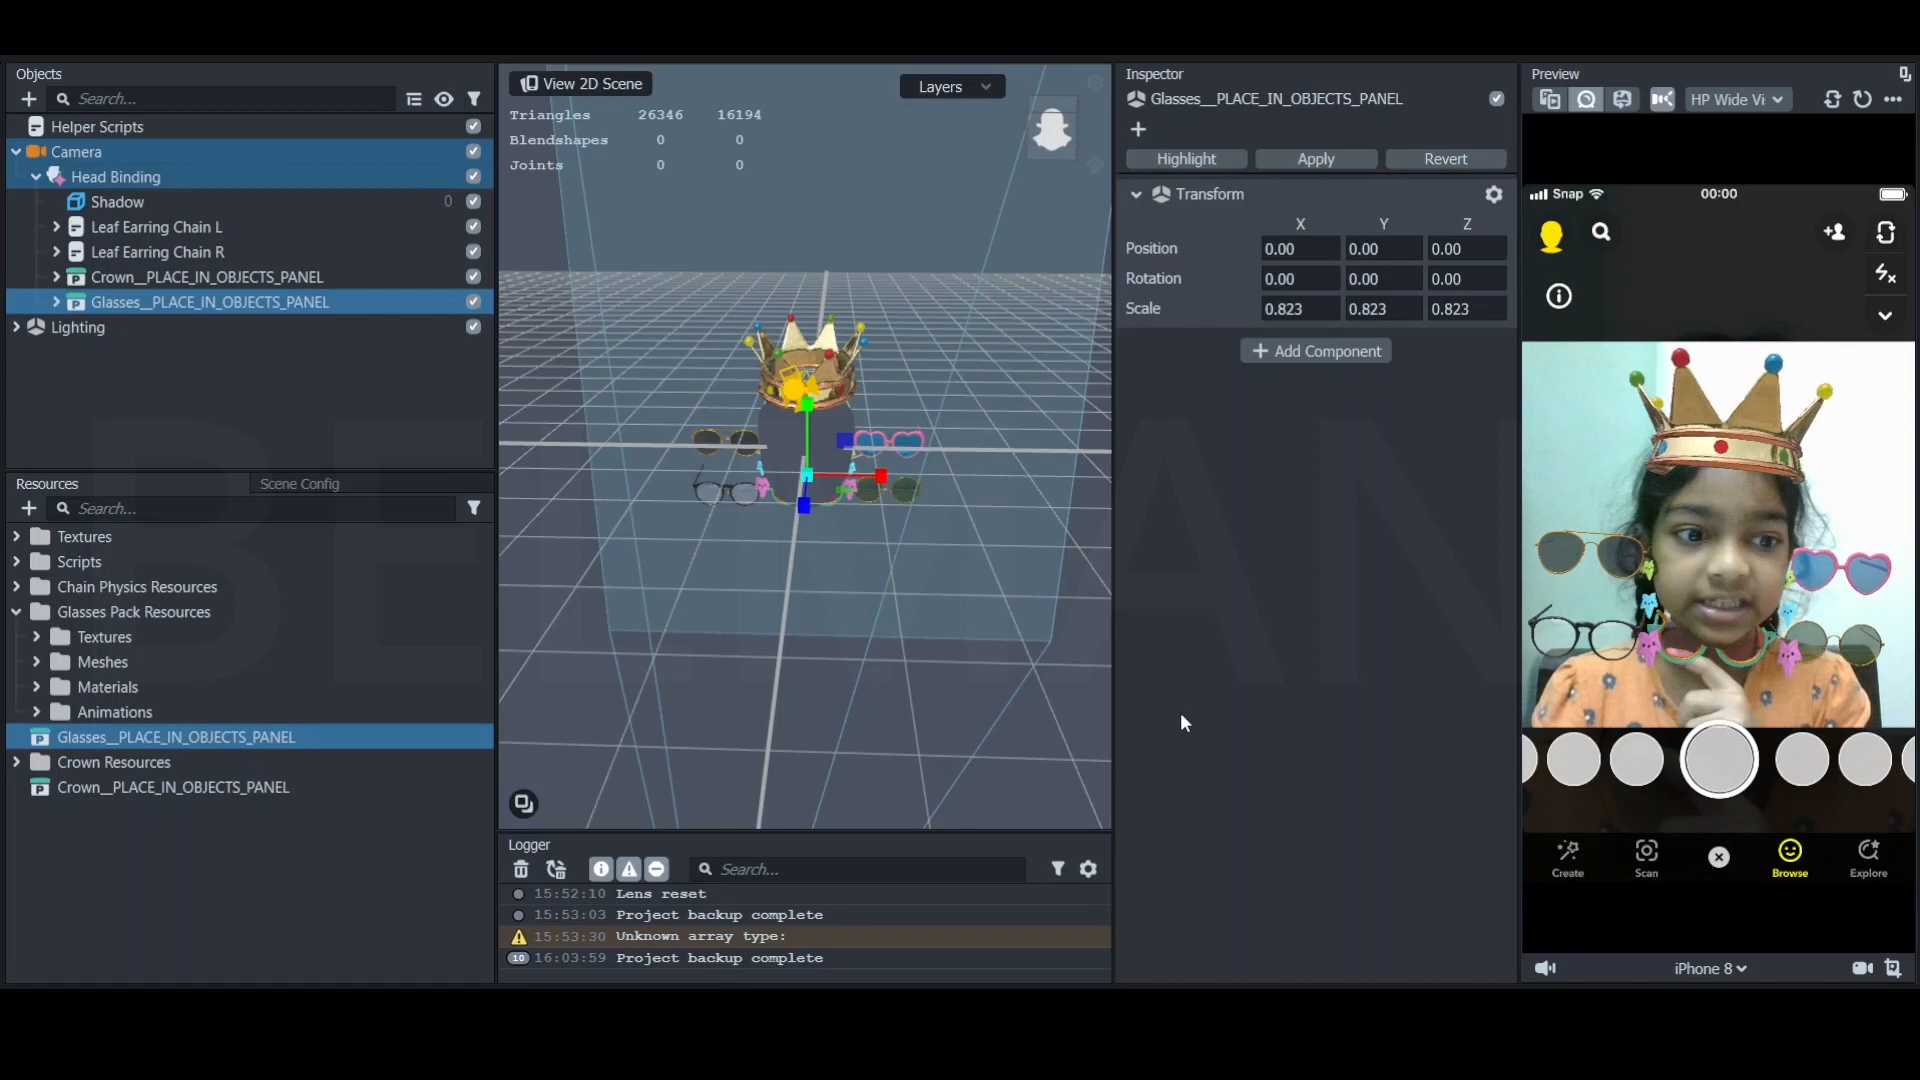 Objects
Search...
Helper Scripts
Camera
Head Binding
Shadow 0
Leaf Earring Chain L
Leaf Earring Chain R
Crown__PLACE_IN_OBJECTS_PANEL
Glasses__PLACE_IN_OBJECTS_PANEL
Lighting
Resources
Scene Config
Search...
Textures
Scripts
Chain Physics Resources
Glasses Pack Resources
Textures
Meshes
Materials
Animations
Glasses__PLACE_IN_OBJECTS_PANEL
Crown Resources
Crown__PLACE_IN_OBJECTS_PANEL
View 2D Scene
Layers
Triangles 26346 16194
Blendshapes 0 0
Joints 0 0
Logger
Search...
15:52:10 Lens reset
15:53:03 Project backup complete
15:53:30 Unknown array type:
10 16:03:59 Project backup complete
Inspector
Glasses__PLACE_IN_OBJECTS_PANEL
Highlight Apply Revert
Transform
X Y Z
Position 0.00 0.00 0.00
Rotation 0.00 0.00 0.00
Scale 0.823 0.823 0.823
+ Add Component
Preview
HP Wide Vi
Snap 00:00
Create Scan Browse Explore
iPhone 8